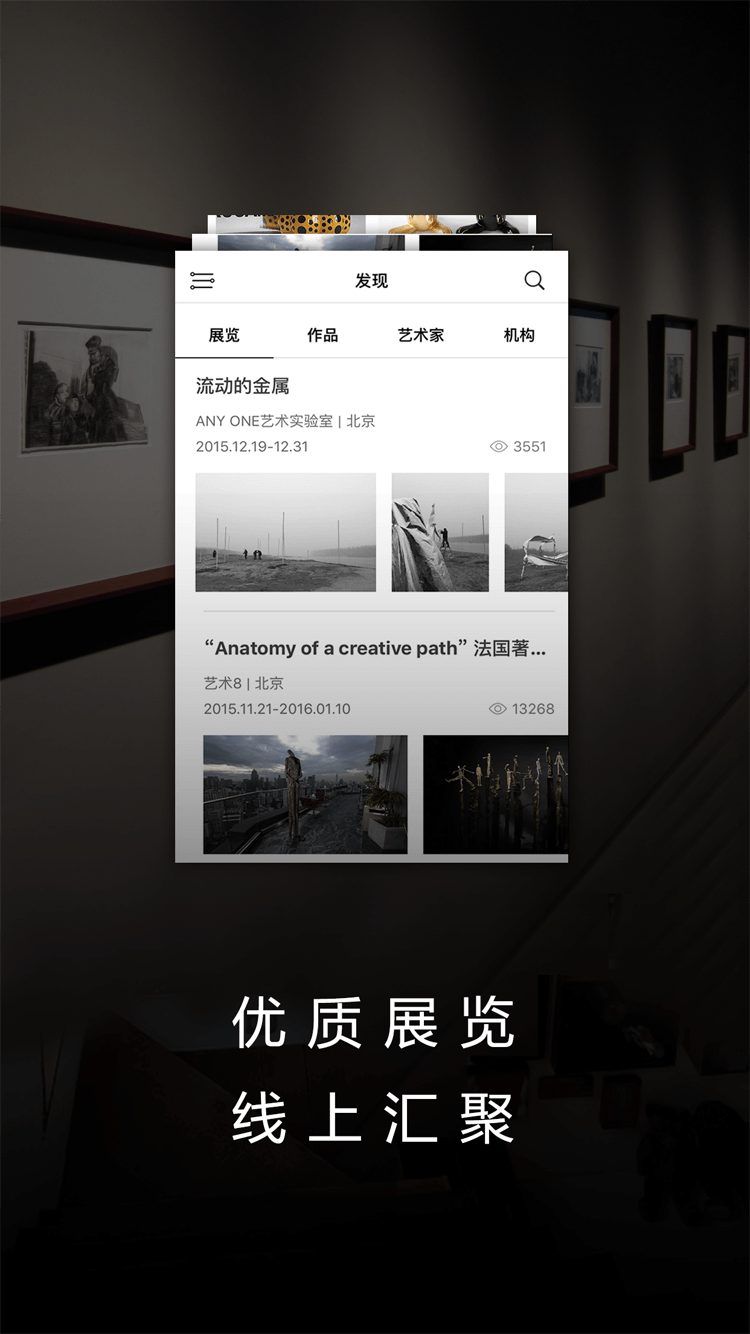 发现
展览 作品 艺术家 机构
流动的金属
ANY ONE艺术实验室 | 北京
2015.12.19-12.31 3551
“Anatomy of a creative path” 法国著...
艺术8 | 北京
2015.11.21-2016.01.10 13268
优质展览
线上汇聚